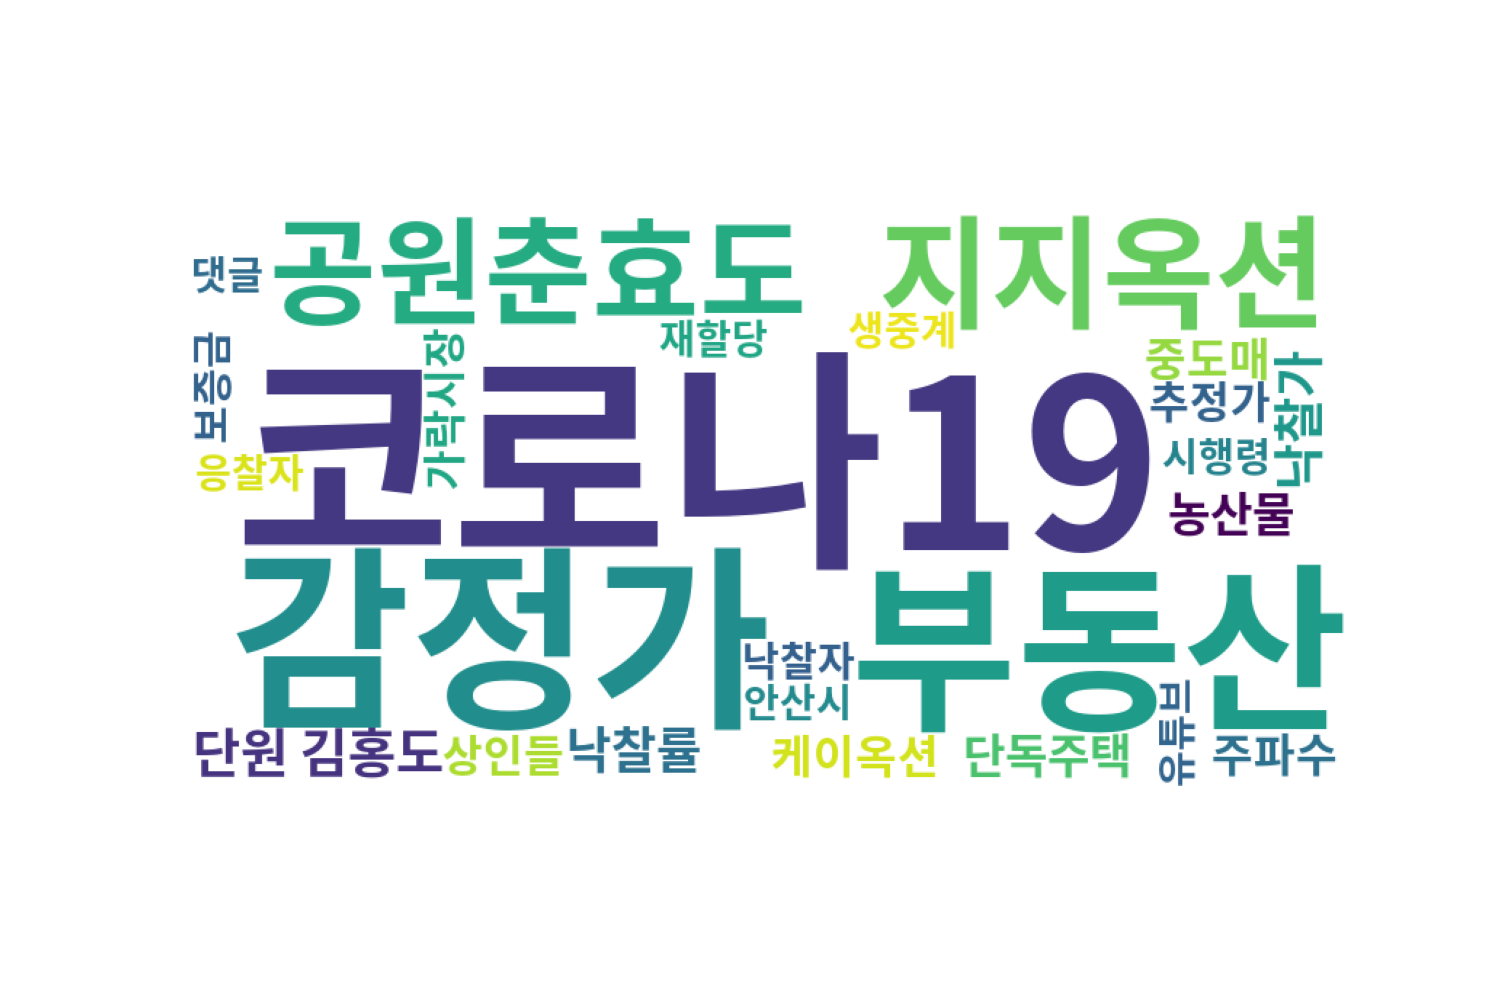 공원춘효도
지지옥션
댓글
재할당
생중계
보증금
가락시장
중도매
낙찰가
코로나19
추정가
응찰자
시행령
농산물
감정가
부동산
낙찰자
안산시
유튜브
단원 김홍도
상인들
낙찰률
케이옥션
단독주택
주파수